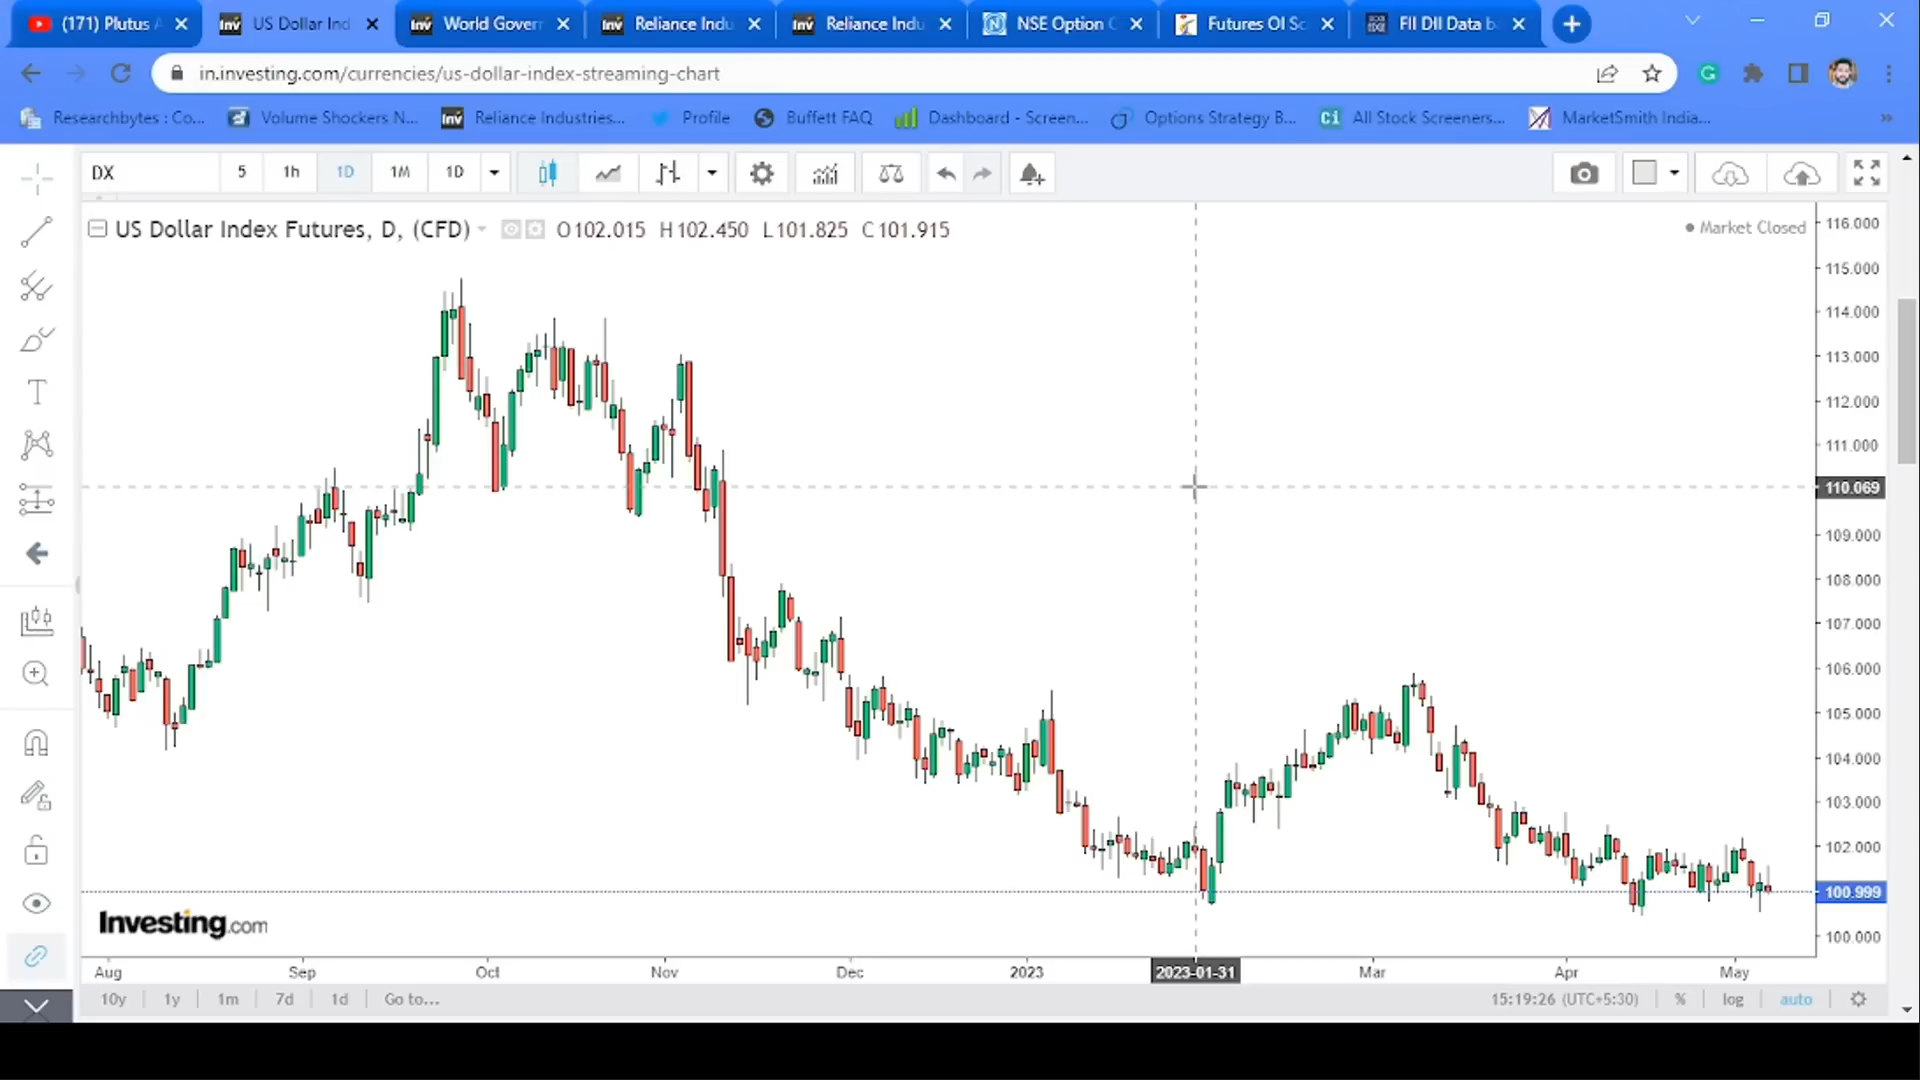 (171) Plutus A
US Dollar Ind
World Gover
Reliance Indu
Reliance Indu
NSE Option C
Futures OI Sc
FII DII Data b
in.investing.com/currencies/us-dollar-index-streaming-chart
Researchbytes : Co...
Volume Shockers N...
Reliance Industries...
Profile
Buffett FAQ
Dashboard - Screen...
Options Strategy B...
All Stock Screeners...
MarketSmith India...
DX 5 1h 1D 1M 1D
US Dollar Index Futures, D, (CFD) O102.015 H102.450 L101.825 C101.915
Market Closed
116.000
115.000
114.000
113.000
112.000
111.000
110.069
109.000
108.000
107.000
106.000
105.000
104.000
103.000
102.000
100.999
100.000
Investing.com
Aug Sep Oct Nov Dec 2023 2023-01-31 Mar Apr May
10y 1y 1m 7d 1d Go to... 15:19:26 (UTC+5:30) % log auto